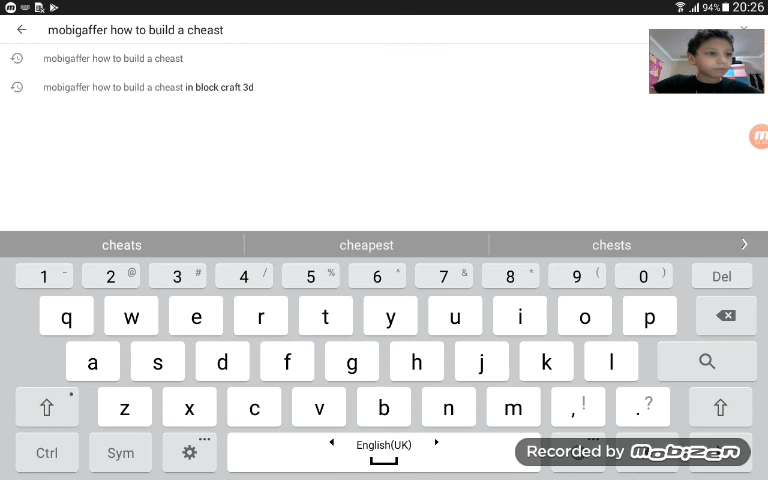 94% 20:26
mobigaffer how to build a cheast
mobigaffer how to build a cheast
mobigaffer how to build a cheast in block craft 3d
cheats cheapest chests
1 - 2 @ 3 # 4 / 5 % 6 ^ 7 & 8 * 9 ( 0 ) Del
q w e r t y u i o p
a s d f g h j k l
z x c v b n m , ! . ?
Ctrl Sym English(UK)
Recorded by mobizen